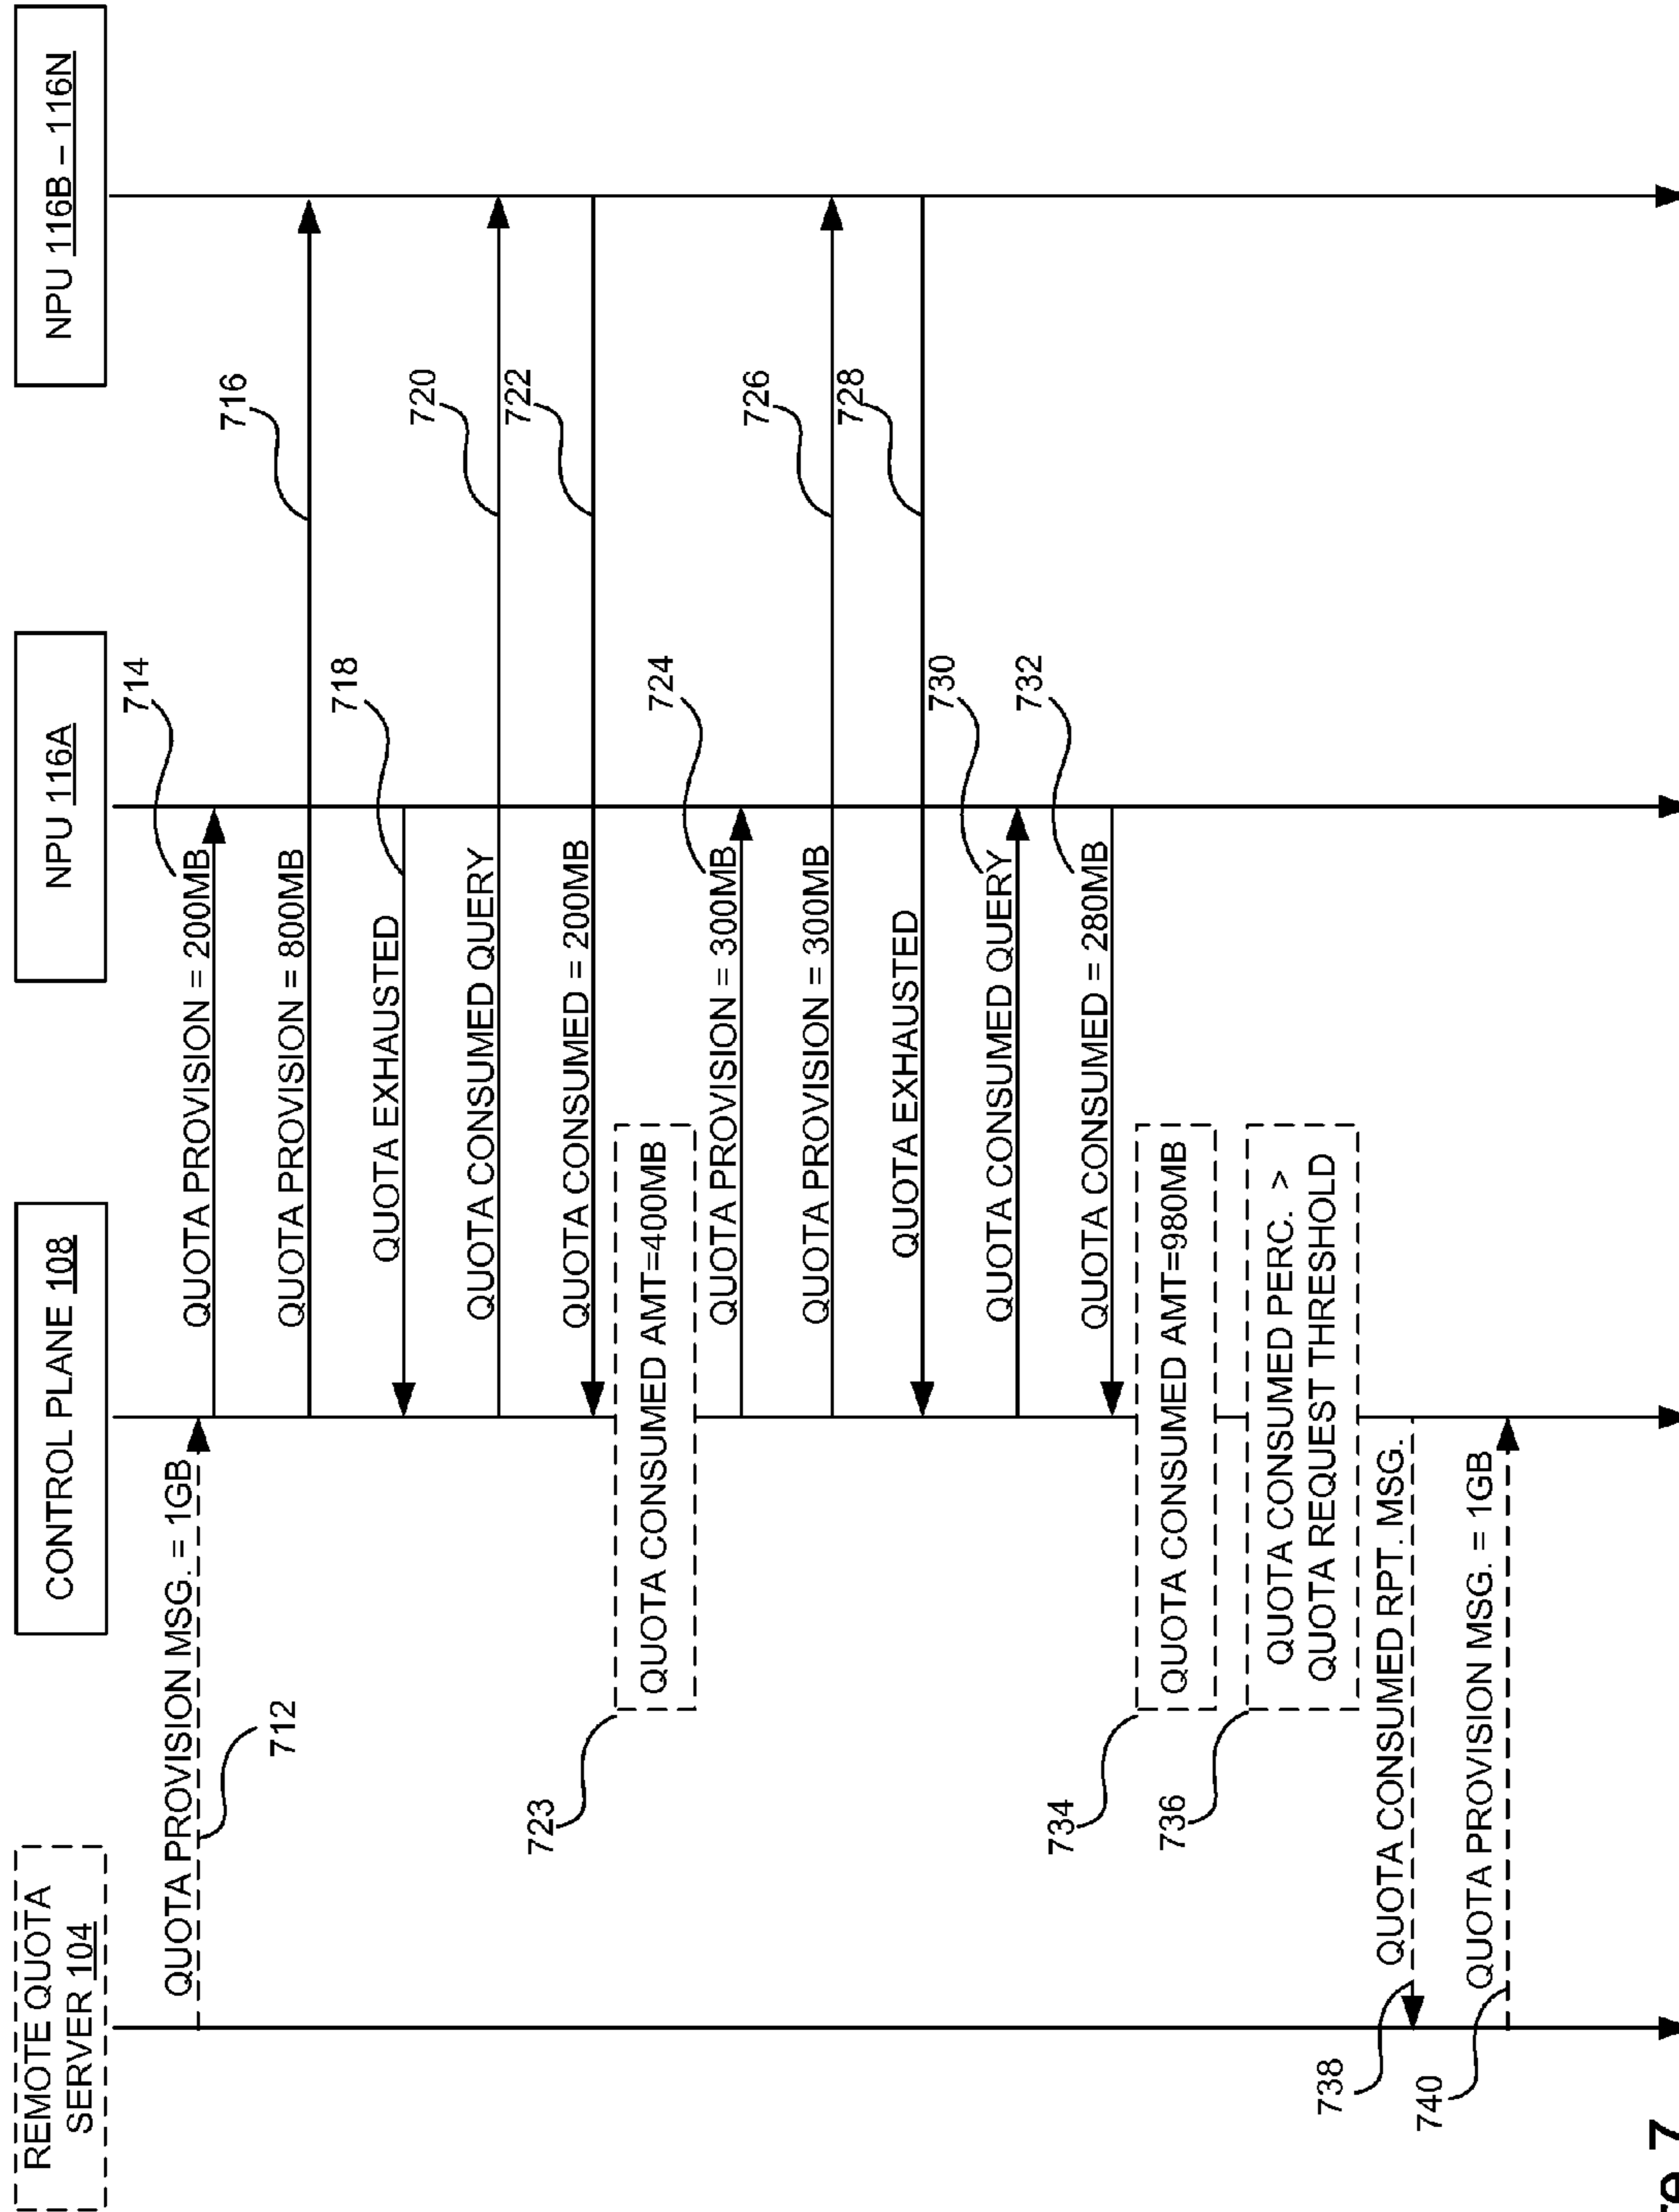 REMOTE QUOTA
SERVER 104
CONTROL PLANE 108
NPU 116A
NPU 116B – 116N
QUOTA PROVISION MSG. = 1GB
712
714
QUOTA PROVISION = 200MB
716
QUOTA PROVISION = 800MB
718
QUOTA EXHAUSTED
720
QUOTA CONSUMED QUERY
722
QUOTA CONSUMED = 200MB
723
QUOTA CONSUMED AMT=400MB
724
QUOTA PROVISION = 300MB
726
QUOTA PROVISION = 300MB
728
QUOTA EXHAUSTED
730
QUOTA CONSUMED QUERY
732
QUOTA CONSUMED = 280MB
734
QUOTA CONSUMED AMT=980MB
736
QUOTA CONSUMED PERC. >
QUOTA REQUEST THRESHOLD
738
QUOTA CONSUMED RPT. MSG.
740
QUOTA PROVISION MSG. = 1GB
re 7